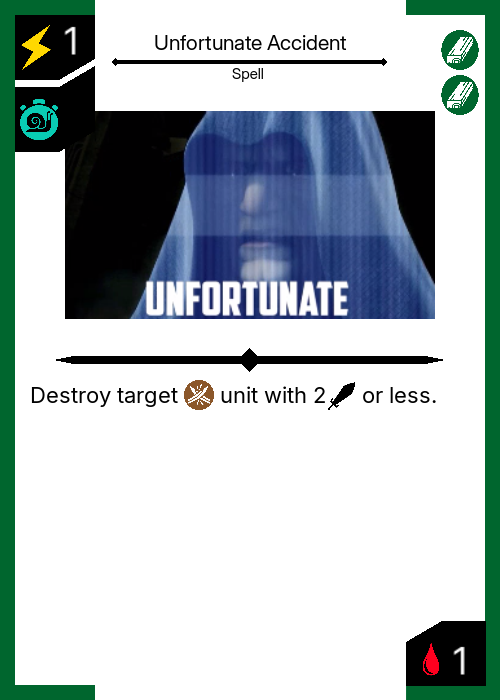 1
Unfortunate Accident
Spell
UNFORTUNATE
Destroy target unit with 2 or less.
1